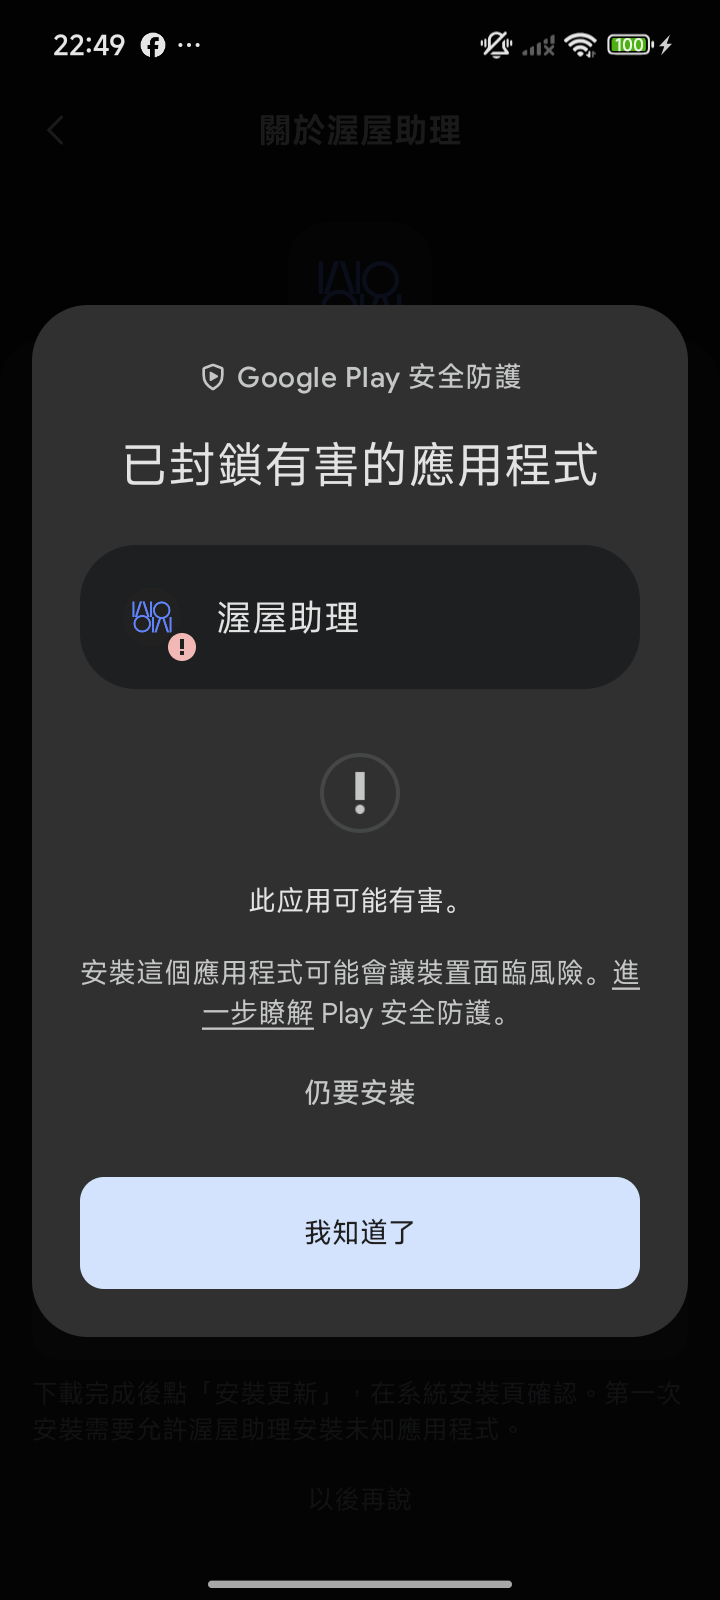 22:49
100
關於渥屋助理
Google Play 安全防護
已封鎖有害的應用程式
渥屋助理
此应用可能有害。
安裝這個應用程式可能會讓裝置面臨風險。進
一步瞭解 Play 安全防護。
仍要安裝
我知道了
下載完成後點「安裝更新」，在系統安裝頁確認。第一次
安裝需要允許渥屋助理安裝未知應用程式。
以後再說